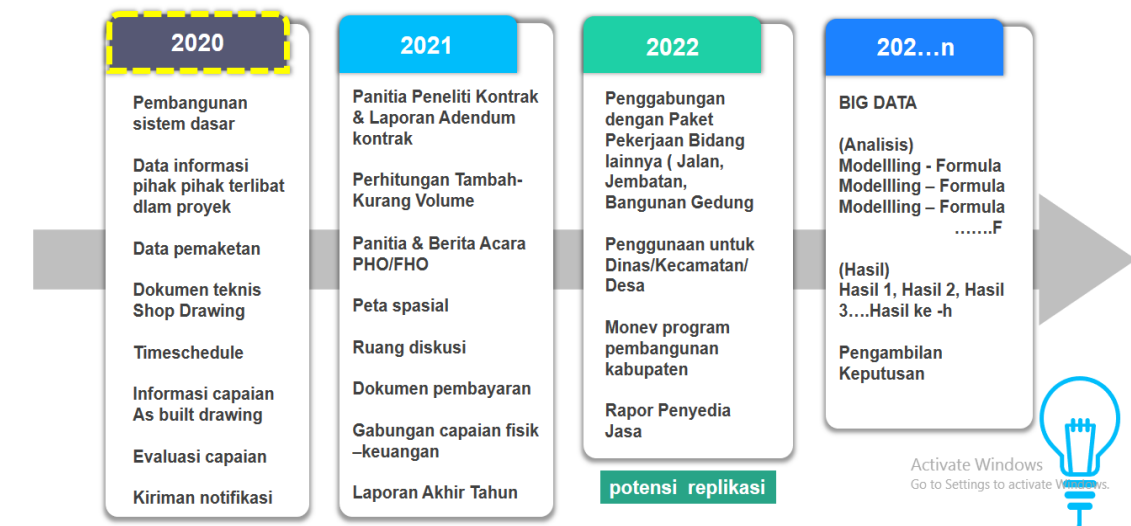 2020
Pembangunan
sistem dasar
Data informasi
pihak pihak terlibat
dlam proyek
Data pemaketan
Dokumen teknis
Shop Drawing
Timeschedule
Informasi capaian
As built drawing
Evaluasi capaian
Kiriman notifikasi
2021
Panitia Peneliti Kontrak
& Laporan Adendum
kontrak
Perhitungan Tambah-
Kurang Volume
Panitia & Berita Acara
PHO/FHO
Peta spasial
Ruang diskusi
Dokumen pembayaran
Gabungan capaian fisik
–keuangan
Laporan Akhir Tahun
2022
Penggabungan
dengan Paket
Pekerjaan Bidang
lainnya ( Jalan,
Jembatan,
Bangunan Gedung
Penggunaan untuk
Dinas/Kecamatan/
Desa
Monev program
pembangunan
kabupaten
Rapor Penyedia
Jasa
potensi replikasi
202...n
BIG DATA
(Analisis)
Modellling - Formula
Modellling – Formula
Modellling – Formula
…….F
(Hasil)
Hasil 1, Hasil 2, Hasil
3….Hasil ke -h
Pengambilan
Keputusan
Activate Windows
Go to Settings to activate Windows.